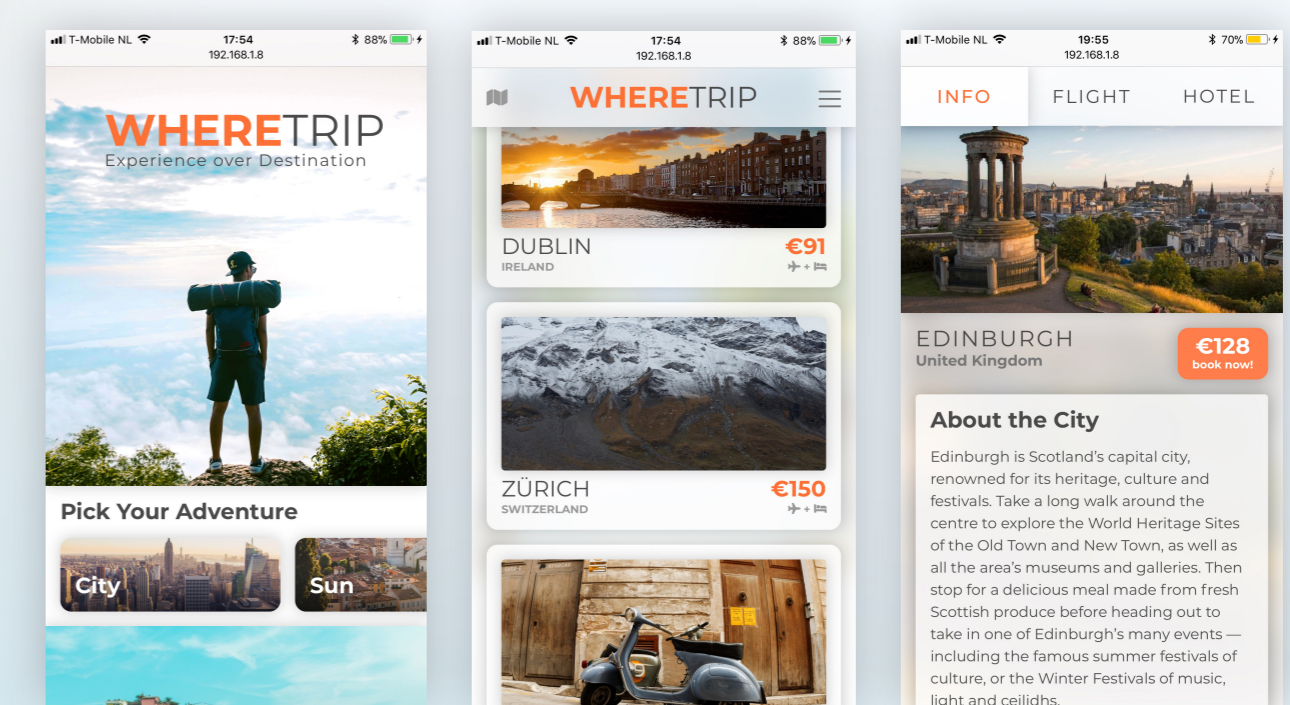 T-Mobile NL 17:54 88%
192.168.1.8
WHERETRIP
Experience over Destination
Pick Your Adventure
City
Sun
T-Mobile NL 17:54 88%
192.168.1.8
WHERETRIP
DUBLIN €91
IRELAND +
ZÜRICH €150
SWITZERLAND +
T-Mobile NL 19:55 70%
192.168.1.8
INFO FLIGHT HOTEL
EDINBURGH
United Kingdom
€128
book now!
About the City
Edinburgh is Scotland's capital city,
renowned for its heritage, culture and
festivals. Take a long walk around the
centre to explore the World Heritage Sites
of the Old Town and New Town, as well as
all the area's museums and galleries. Then
stop for a delicious meal made from fresh
Scottish produce before heading out to
take in one of Edinburgh's many events —
including the famous summer festivals of
culture, or the Winter Festivals of music,
light and ceilidhs.